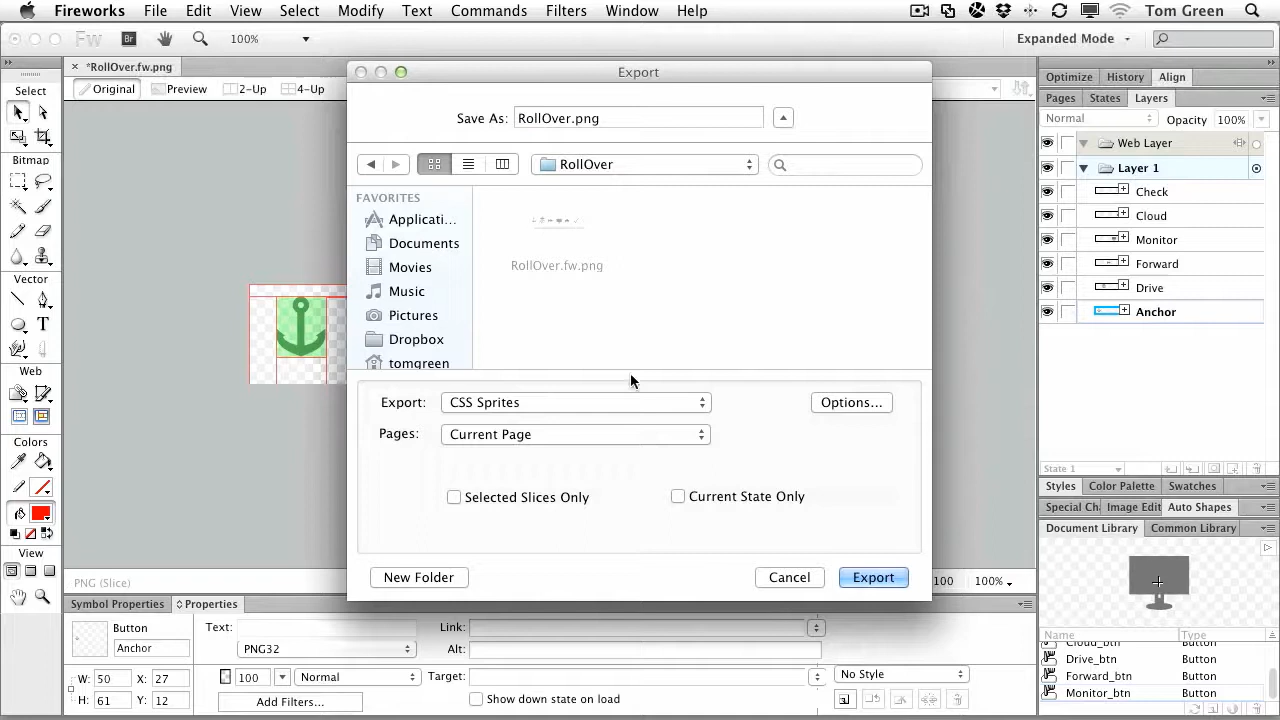 Fireworks File Edit View Select Modify Text Commands Filters Window Help Tom Green
Fw Br 100% Expanded Mode
*RollOver.fw.png
Original Preview 2-Up 4-Up
Export
Save As: RollOver.png
RollOver
FAVORITES
Applicati...
Documents
Movies
Music
Pictures
Dropbox
tomgreen
RollOver.fw.png
Export: CSS Sprites Options...
Pages: Current Page
Selected Slices Only Current State Only
New Folder Cancel Export
Select
Bitmap
Vector
T
Web
Colors
View
Optimize History Align
Pages States Layers
Normal Opacity 100%
Web Layer
Layer 1
Check
Cloud
Monitor
Forward
Drive
Anchor
State 1
Styles Color Palette Swatches
Special Ch Image Edit Auto Shapes
Document Library Common Library
Name Type
Cloud_btn Button
Drive_btn Button
Forward_btn Button
Monitor_btn Button
PNG (Slice) 100 100%
Symbol Properties Properties
Button
Anchor
W: 50 X: 27
H: 61 Y: 12
Text:
PNG32
100 Normal
Add Filters...
Link:
Alt:
Target:
Show down state on load
No Style